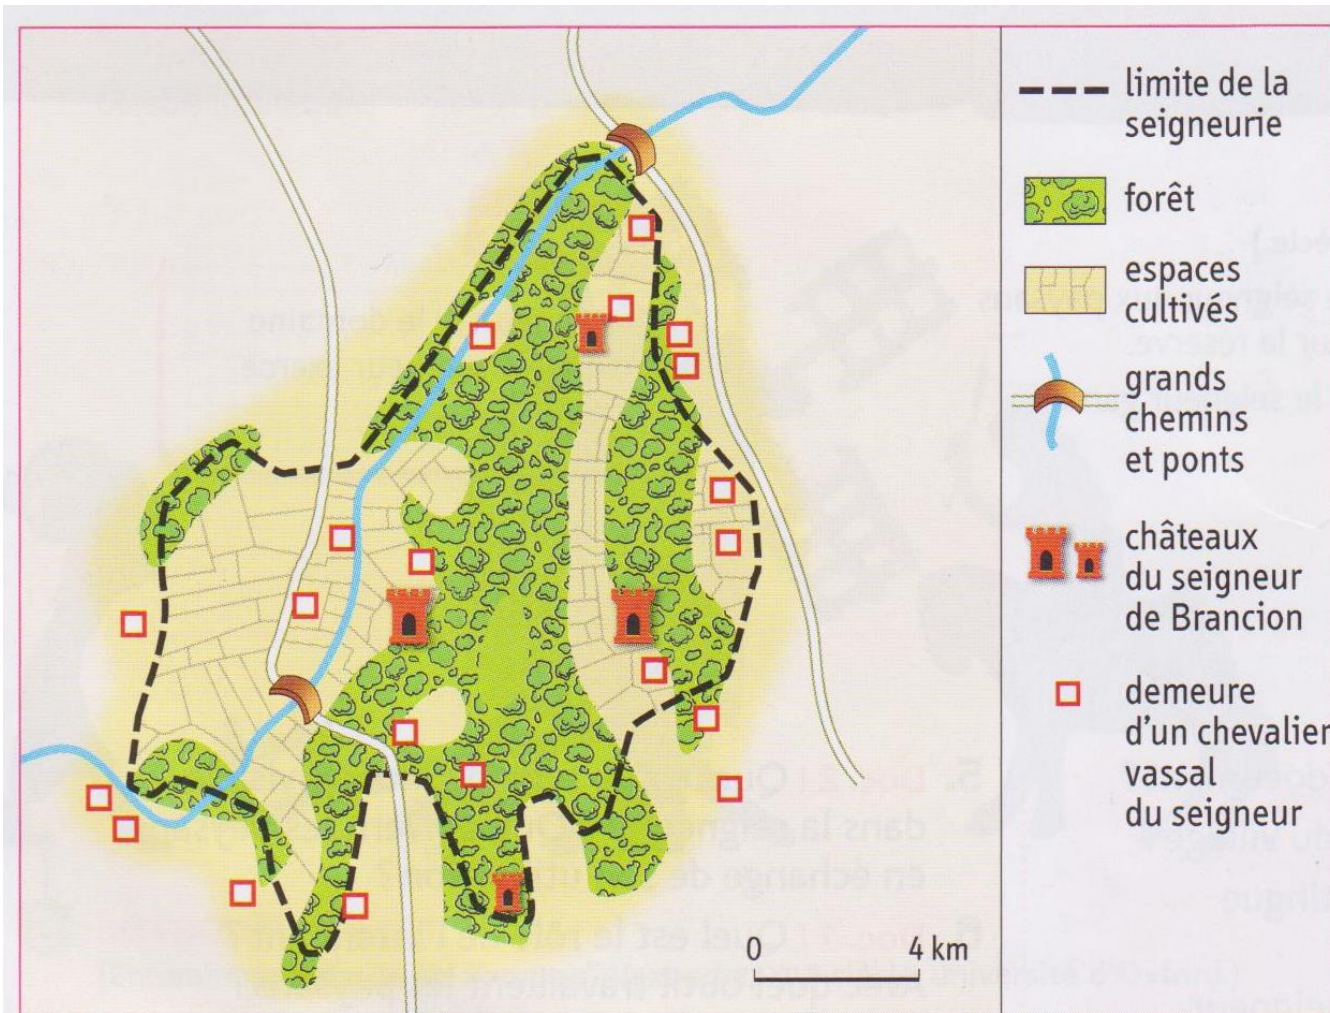 limite de la
seigneurie
forêt
espaces
cultivés
grands
chemins
et ponts
châteaux
du seigneur
de Brancion
demeure
d'un chevalier
vassal
du seigneur
0 4 km